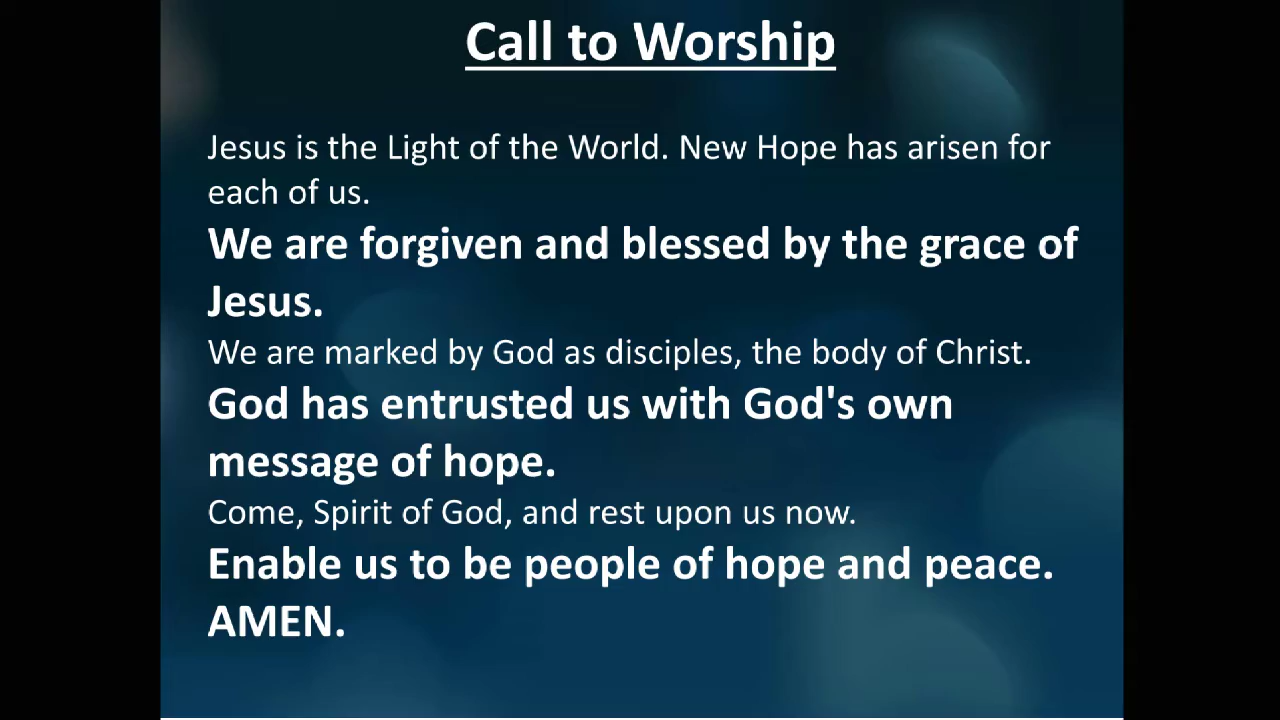 Call to Worship
Jesus is the Light of the World. New Hope has arisen for
each of us.
We are forgiven and blessed by the grace of
Jesus.
We are marked by God as disciples, the body of Christ.
God has entrusted us with God's own
message of hope.
Come, Spirit of God, and rest upon us now.
Enable us to be people of hope and peace.
AMEN.